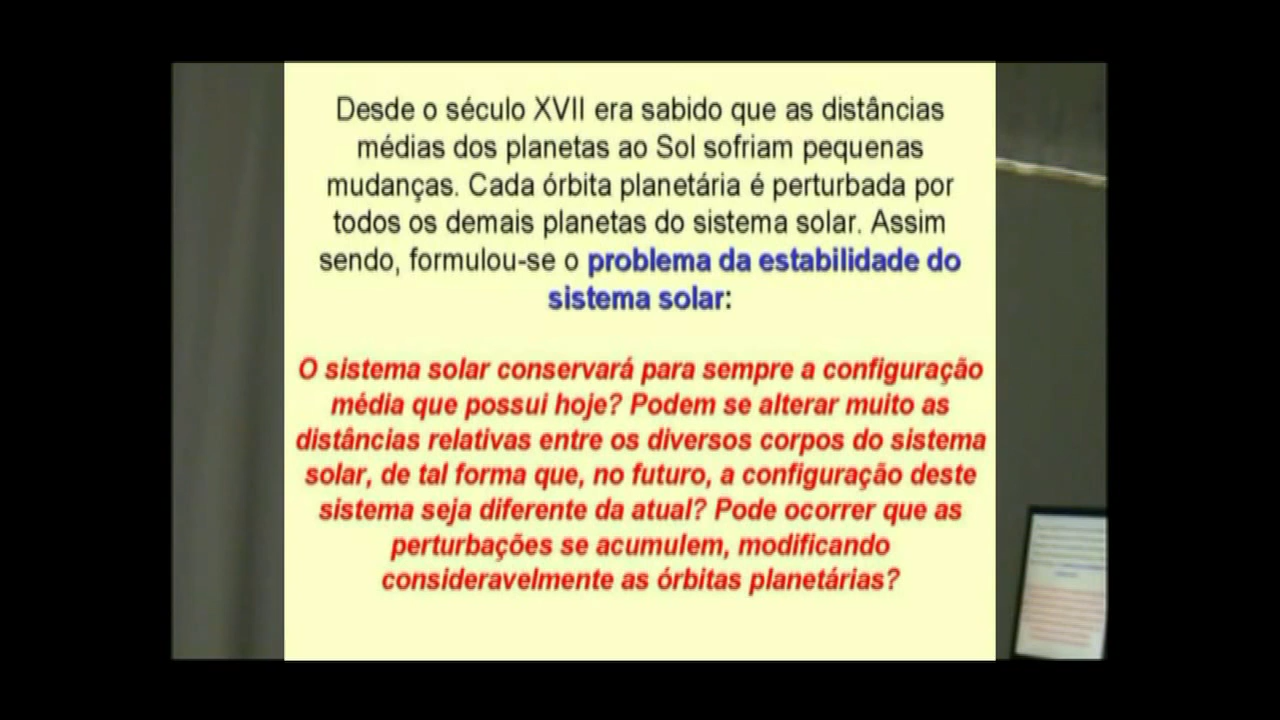 Desde o século XVII era sabido que as distâncias
médias dos planetas ao Sol sofriam pequenas
mudanças. Cada órbita planetária é perturbada por
todos os demais planetas do sistema solar. Assim
sendo, formulou-se o problema da estabilidade do
sistema solar:
O sistema solar conservará para sempre a configuração
média que possui hoje? Podem se alterar muito as
distâncias relativas entre os diversos corpos do sistema
solar, de tal forma que, no futuro, a configuração deste
sistema seja diferente da atual? Pode ocorrer que as
perturbações se acumulem, modificando
consideravelmente as órbitas planetárias?